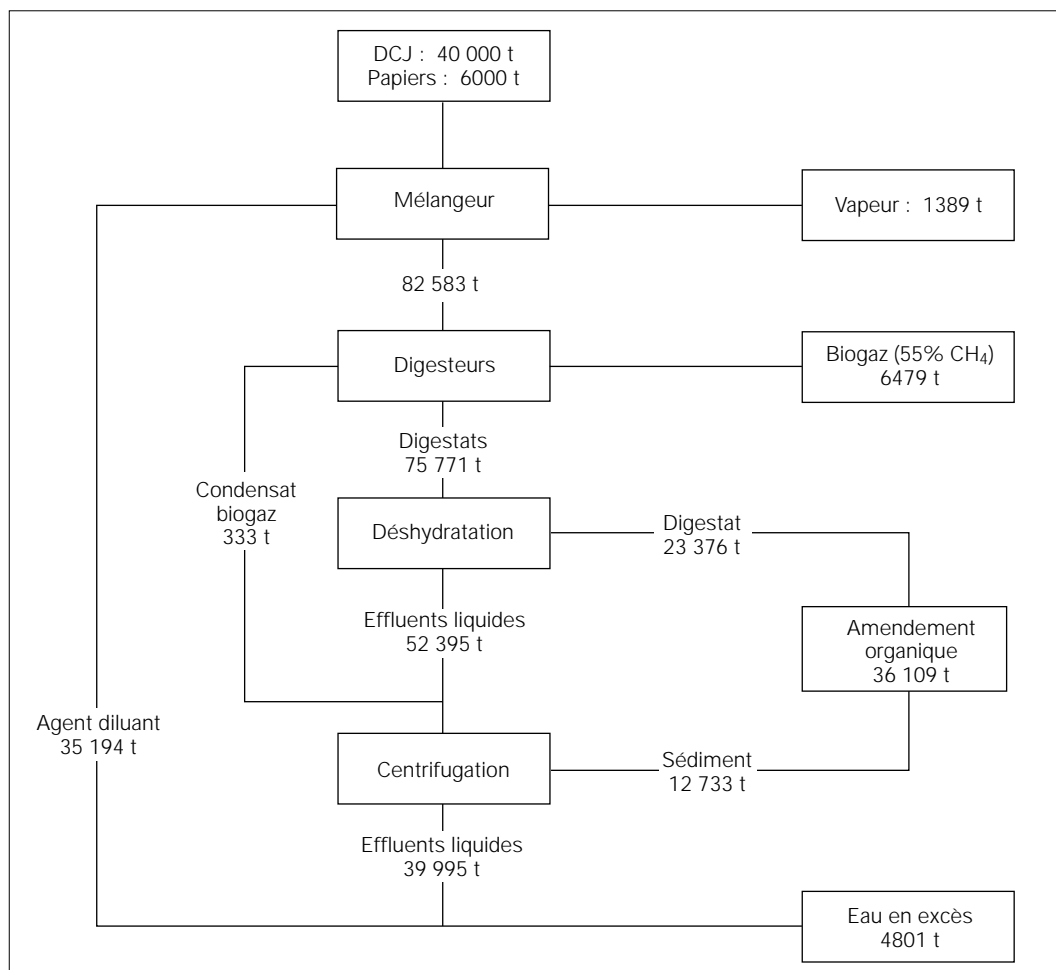 DCJ : 40 000 t
Papiers : 6000 t
Mélangeur
Vapeur : 1389 t
82 583 t
Digesteurs
Biogaz (55% CH₄)
6479 t
Digestats
75 771 t
Condensat
biogaz
333 t
Déshydratation
Digestat
23 376 t
Effluents liquides
52 395 t
Amendement
organique
36 109 t
Agent diluant
35 194 t
Centrifugation
Sédiment
12 733 t
Effluents liquides
39 995 t
Eau en excès
4801 t